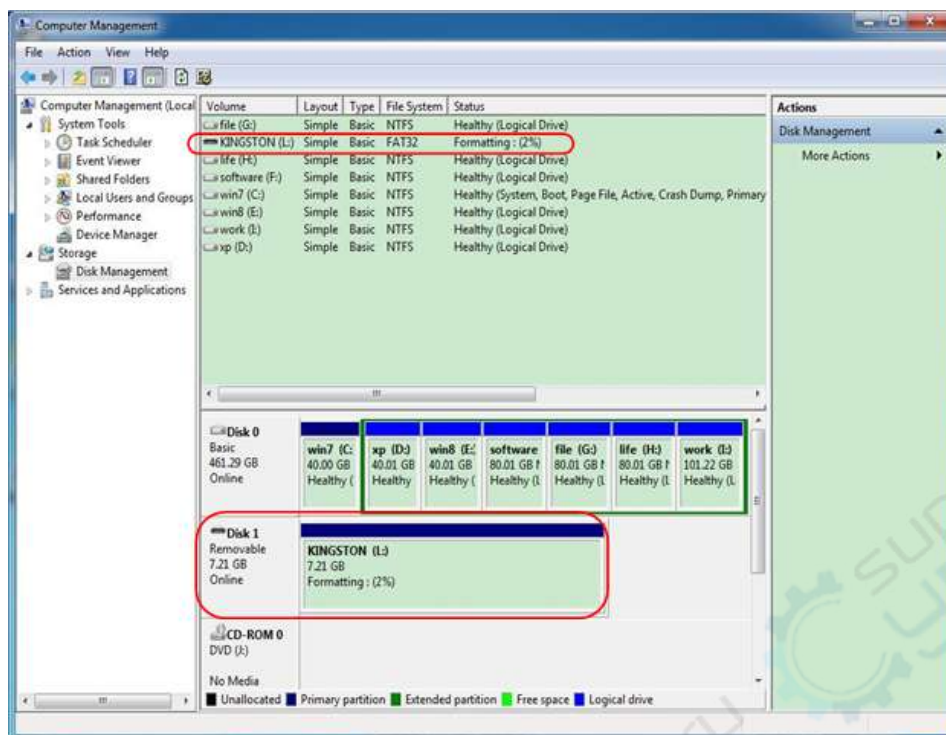 Computer Management
File Action View Help
Computer Management (Local
System Tools
Task Scheduler
Event Viewer
Shared Folders
Local Users and Groups
Performance
Device Manager
Storage
Disk Management
Services and Applications
Volume Layout Type File System Status
file (G:) Simple Basic NTFS Healthy (Logical Drive)
KINGSTON (L:) Simple Basic FAT32 Formatting : (2%)
life (H:) Simple Basic NTFS Healthy (Logical Drive)
software (F:) Simple Basic NTFS Healthy (Logical Drive)
win7 (C:) Simple Basic NTFS Healthy (System, Boot, Page File, Active, Crash Dump, Primary
win8 (E:) Simple Basic NTFS Healthy (Logical Drive)
work (I:) Simple Basic NTFS Healthy (Logical Drive)
xp (D:) Simple Basic NTFS Healthy (Logical Drive)
Actions
Disk Management
More Actions
Disk 0
Basic
461.29 GB
Online
win7 (C:
40.00 GB
Healthy (
xp (D:)
40.01 GB
Healthy
win8 (E:
40.01 GB
Healthy (
software
80.01 GB
Healthy (L
file (G:)
80.01 GB
Healthy (L
life (H:)
80.01 GB
Healthy (L
work (I:)
101.22 GB
Healthy (L
Disk 1
Removable
7.21 GB
Online
KINGSTON (L:)
7.21 GB
Formatting : (2%)
CD-ROM 0
DVD (J:)
No Media
Unallocated Primary partition Extended partition Free space Logical drive